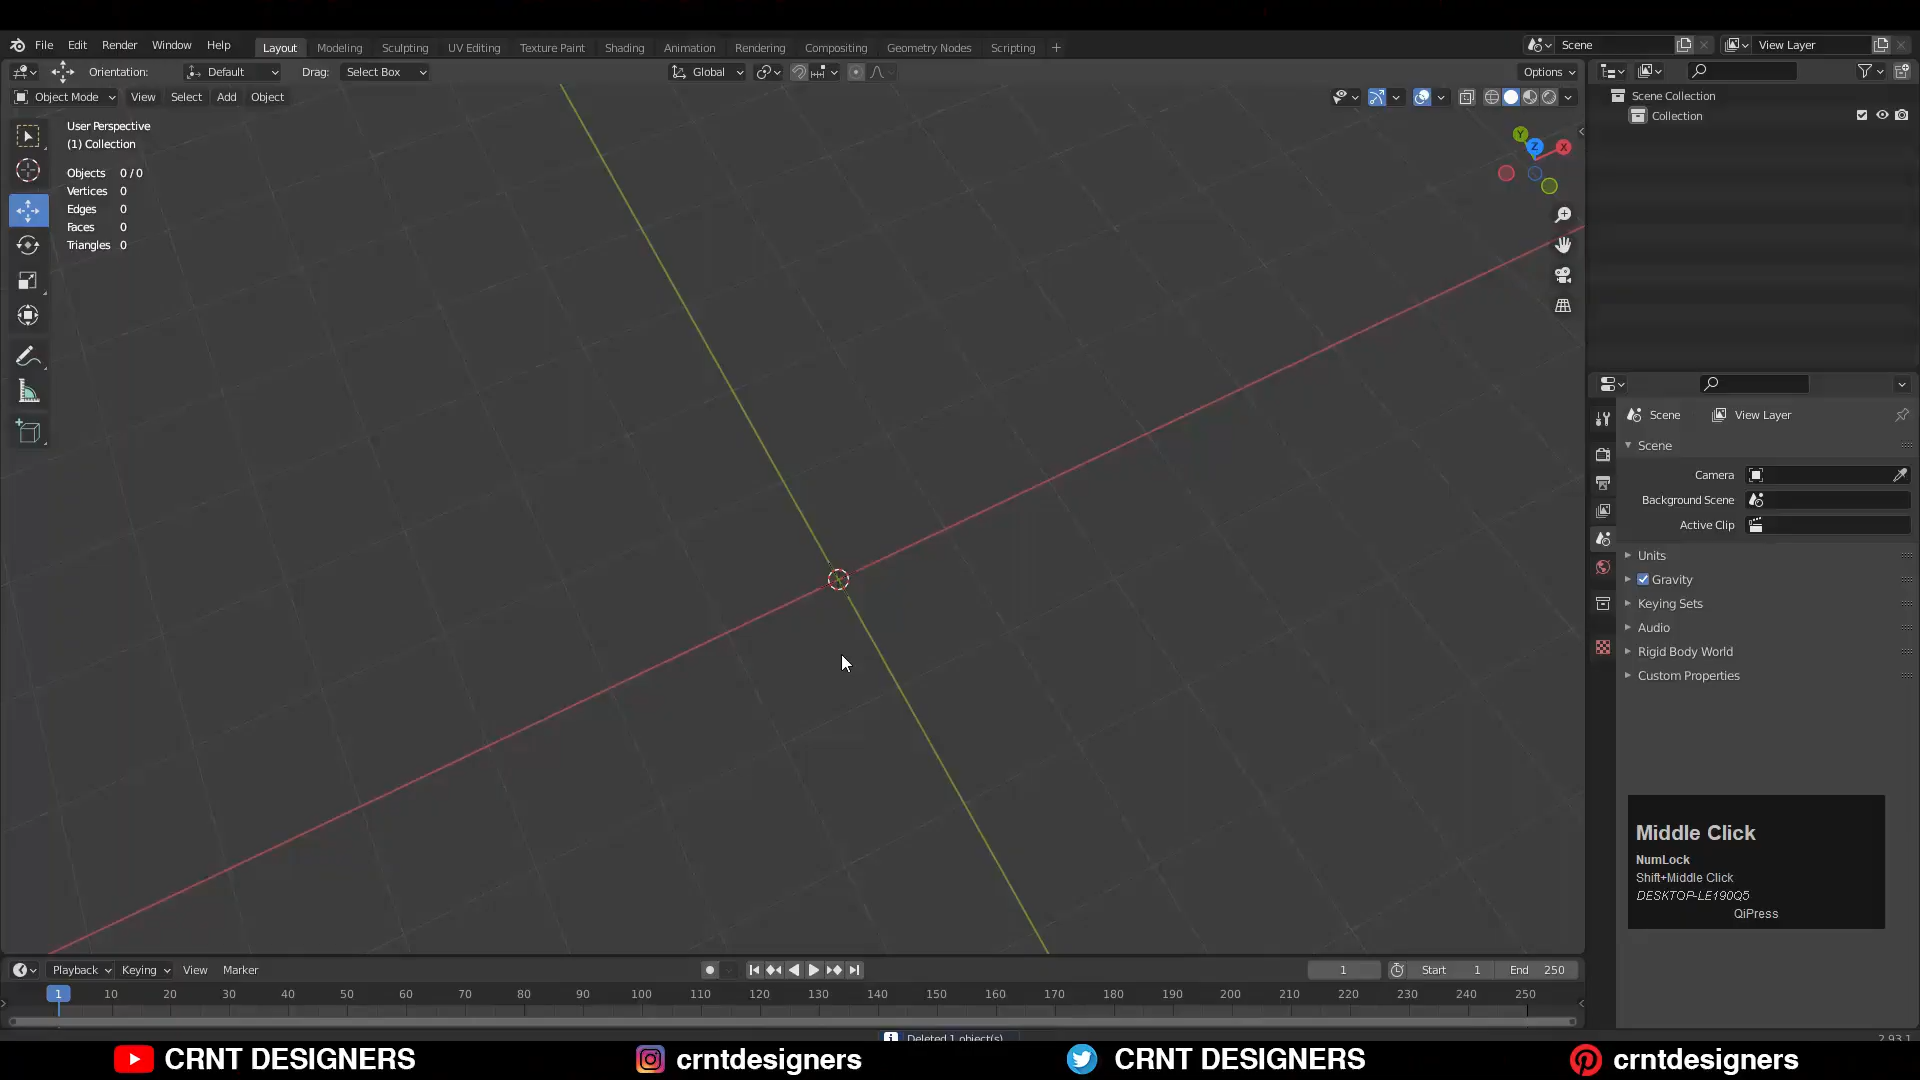 File Edit Render Window Help Layout Modeling Sculpting UV Editing Texture Paint Shading Animation Rendering Compositing Geometry Nodes Scripting + Scene View Layer
Orientation: Default Drag: Select Box Global Options
Object Mode View Select Add Object
User Perspective
(1) Collection
Objects 0 / 0
Vertices 0
Edges 0
Faces 0
Triangles 0
Y
Z
X
Scene Collection
Collection
Scene View Layer
Scene
Camera
Background Scene
Active Clip
Units
Gravity
Keying Sets
Audio
Rigid Body World
Custom Properties
Middle Click
NumLock
Shift+Middle Click
DESKTOP-LE190Q5
QiPress
Playback Keying View Marker 1 Start 1 End 250
1 10 20 30 40 50 60 70 80 90 100 110 120 130 140 150 160 170 180 190 200 210 220 230 240 250
Deleted 1 object(s)
2.93.1
CRNT DESIGNERS crntdesigners CRNT DESIGNERS crntdesigners